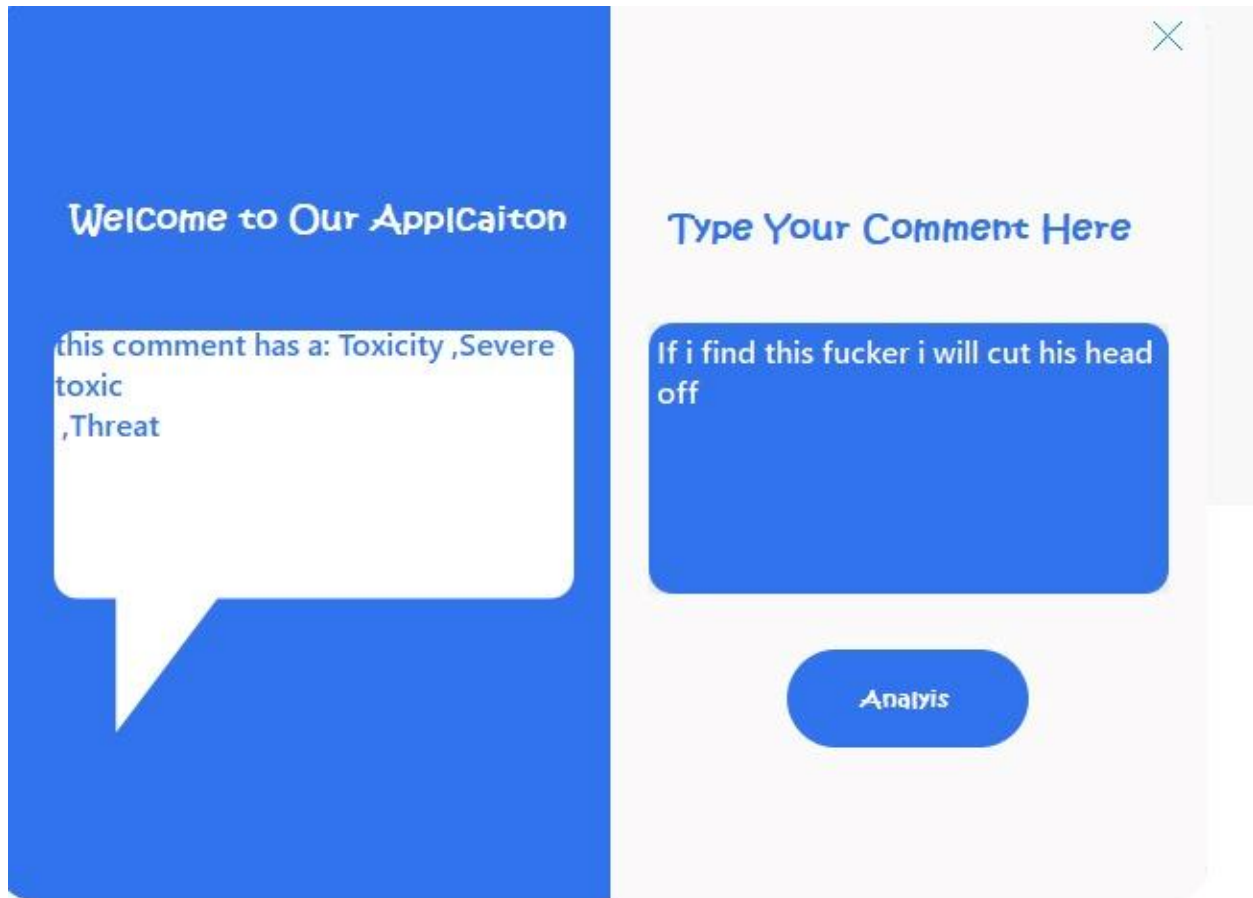 Welcome to Our Applcaiton
this comment has a: Toxicity ,Severe
toxic
,Threat
Type Your Comment Here
If i find this fucker i will cut his head
off
Analyis